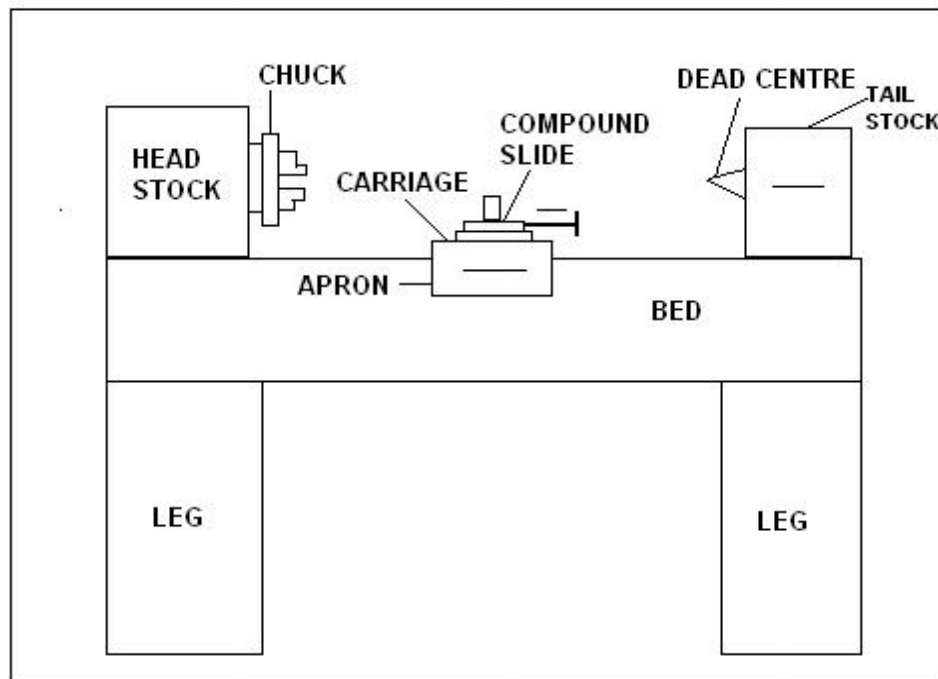 CHUCK
DEAD CENTRE
TAIL
STOCK
COMPOUND
SLIDE
HEAD
STOCK
CARRIAGE
APRON
BED
LEG
LEG